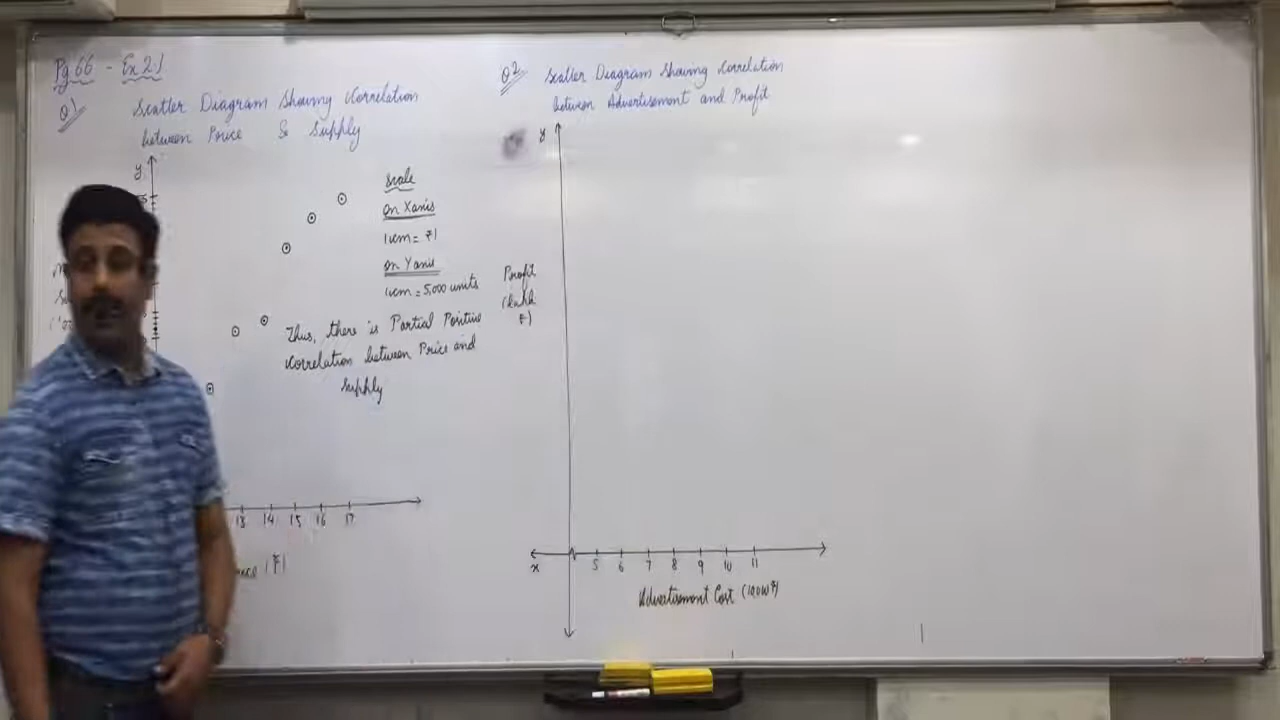 Pg 66 - Ex 2.1
Q1
Scatter Diagram Showing Correlation
between Price & Supply
y
Scale
On X axis
1cm = ₹1
On Y axis
1cm = 5,000 units
Thus, there is Partial Positive
Correlation between Price and
Supply
13 14 15 16 17
(₹)
Q2
Scatter Diagram Showing Correlation
between Advertisement and Profit
y
Profit
(Lakh
₹)
x
5 6 7 8 9 10 11
Advertisement Cost